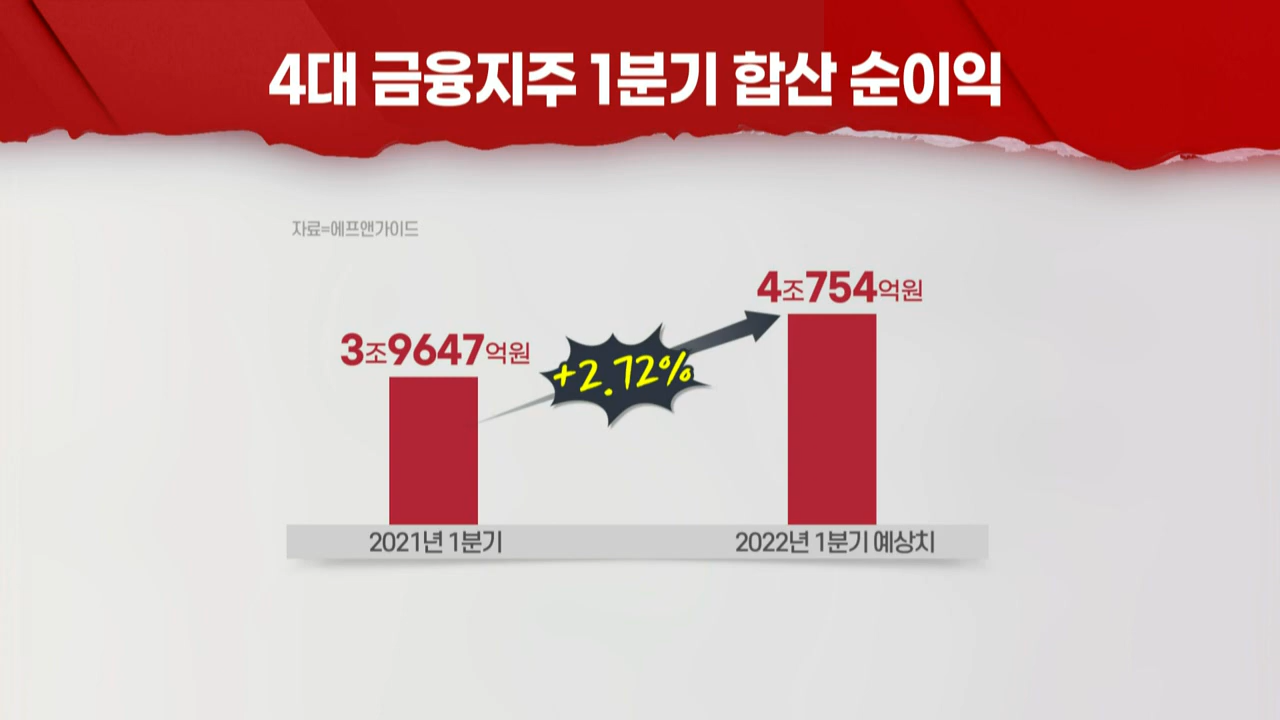 4대 금융지주 1분기 합산 순이익
자료=에프앤가이드
4조754억원
3조9647억원
+2.72%
2021년 1분기
2022년 1분기 예상치